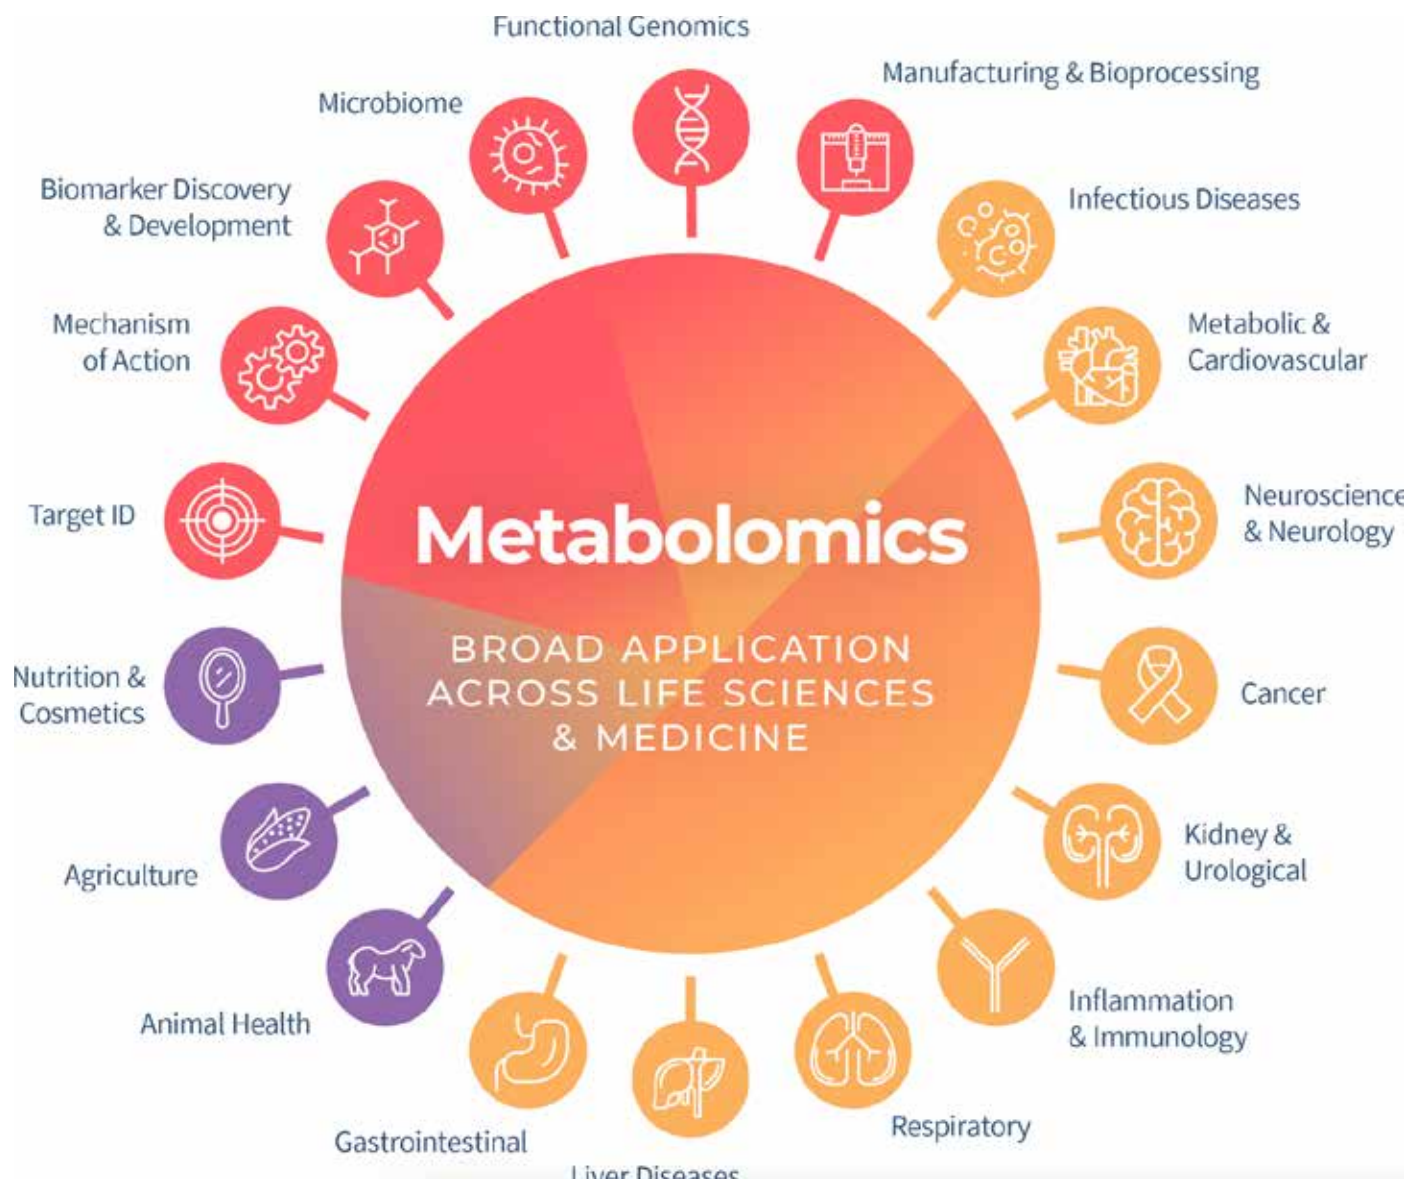 Functional Genomics
Manufacturing & Bioprocessing
Microbiome
Biomarker Discovery
& Development
Infectious Diseases
Mechanism
of Action
Metabolic &
Cardiovascular
Target ID
Neuroscience
& Neurology
Metabolomics
BROAD APPLICATION
ACROSS LIFE SCIENCES
& MEDICINE
Nutrition &
Cosmetics
Cancer
Agriculture
Kidney &
Urological
Animal Health
Inflammation
& Immunology
Gastrointestinal
Respiratory
Liver Diseases